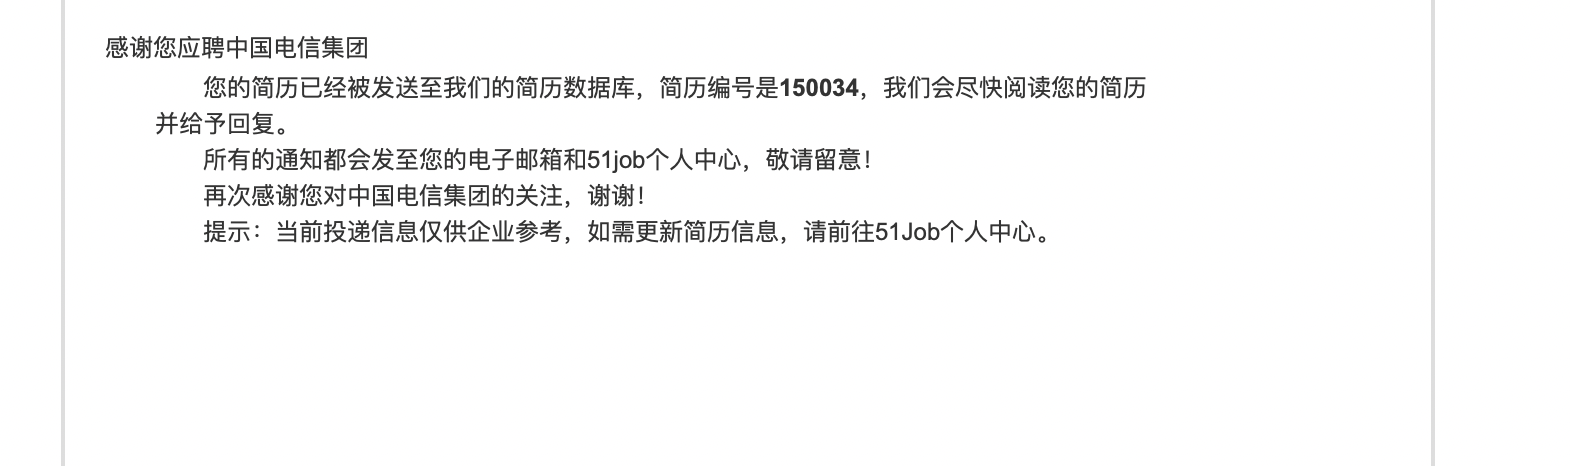 感谢您应聘中国电信集团
您的简历已经被发送至我们的简历数据库，简历编号是150034，我们会尽快阅读您的简历
并给予回复。
所有的通知都会发至您的电子邮箱和51job个人中心，敬请留意！
再次感谢您对中国电信集团的关注，谢谢！
提示：当前投递信息仅供企业参考，如需更新简历信息，请前往51Job个人中心。